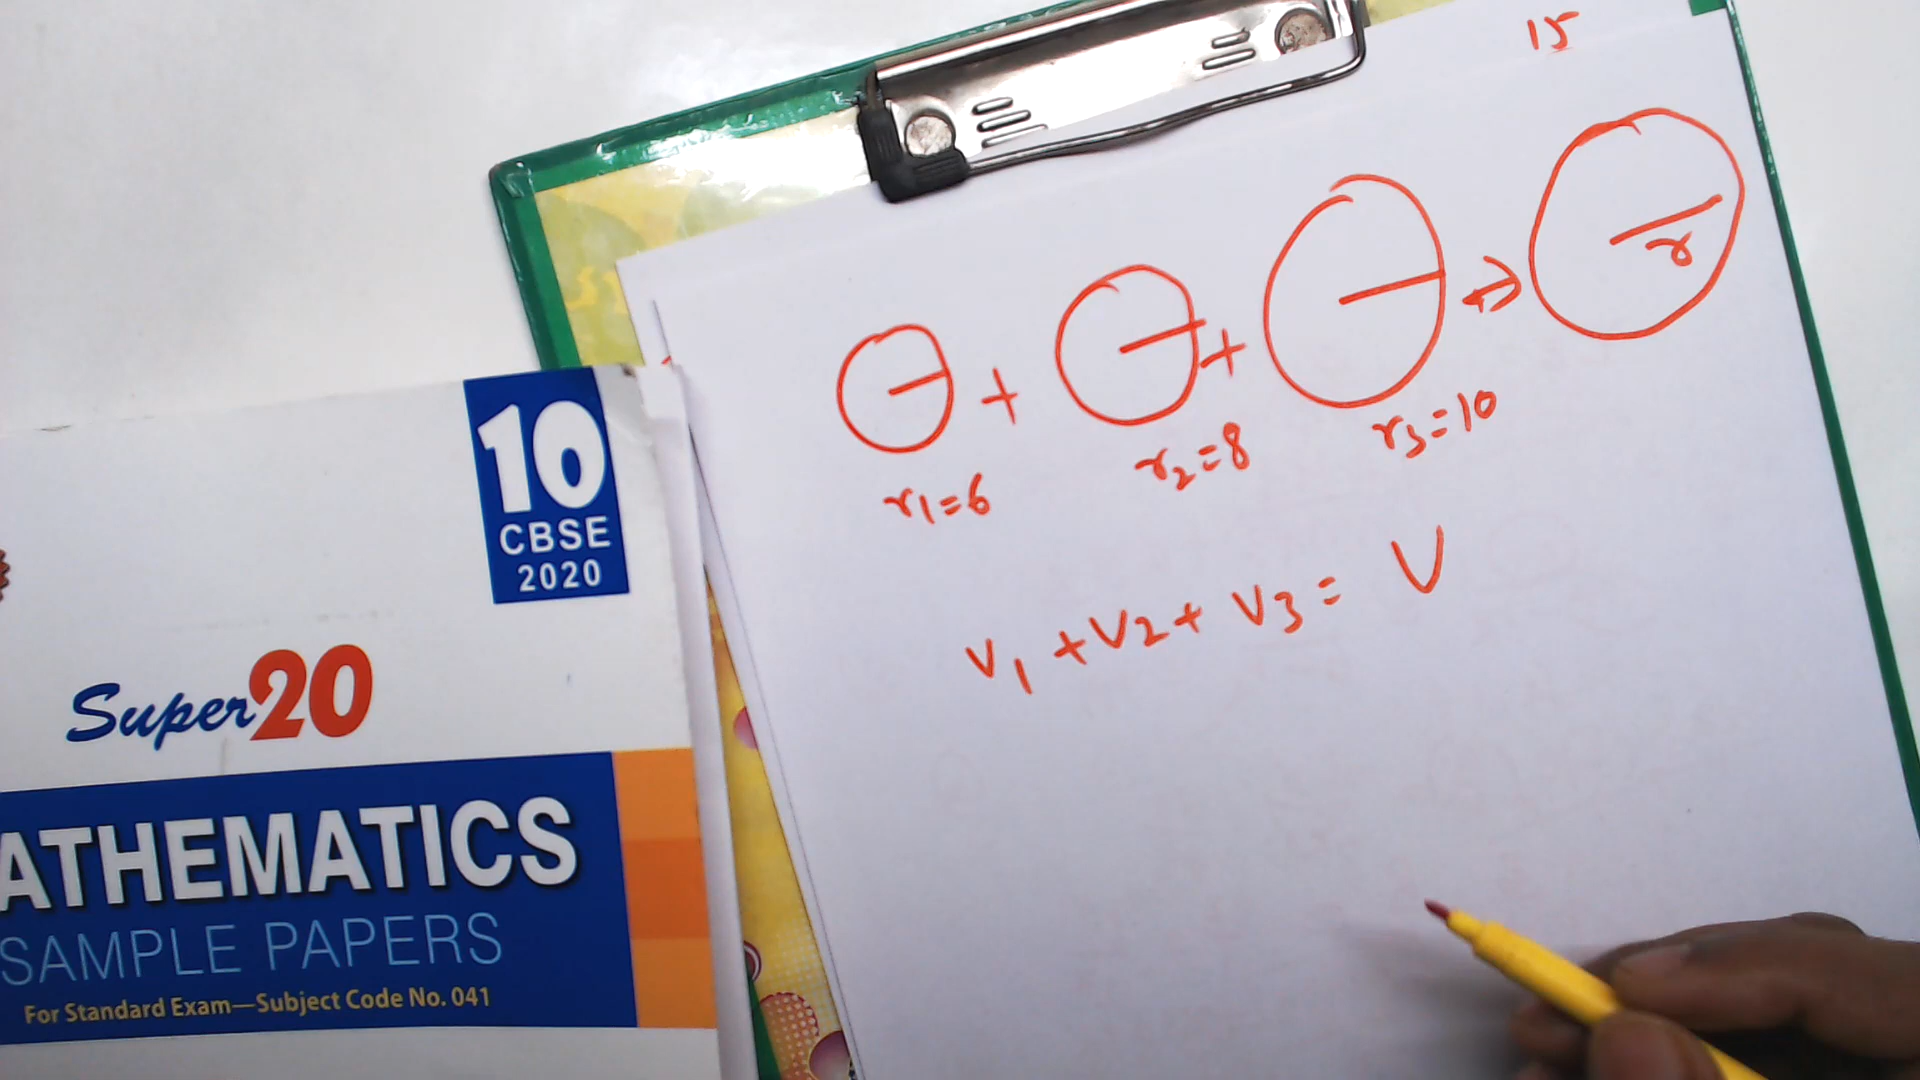 15
r
+ + ⇒
r1=6 r2=8 r3=10
V1+V2+V3= V
10
CBSE
2020
Super20
ATHEMATICS
SAMPLE PAPERS
For Standard Exam—Subject Code No. 041